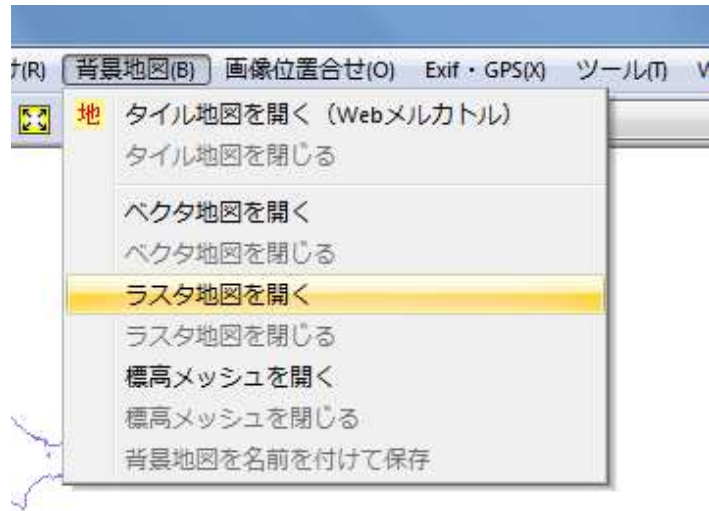 (R) 背景地図(B) 画像位置合せ(O) Exif・GPS(X) ツール(T)
地 タイル地図を開く（Webメルカトル）
タイル地図を閉じる
ベクタ地図を開く
ベクタ地図を閉じる
ラスタ地図を開く
ラスタ地図を閉じる
標高メッシュを開く
標高メッシュを閉じる
背景地図を名前を付けて保存